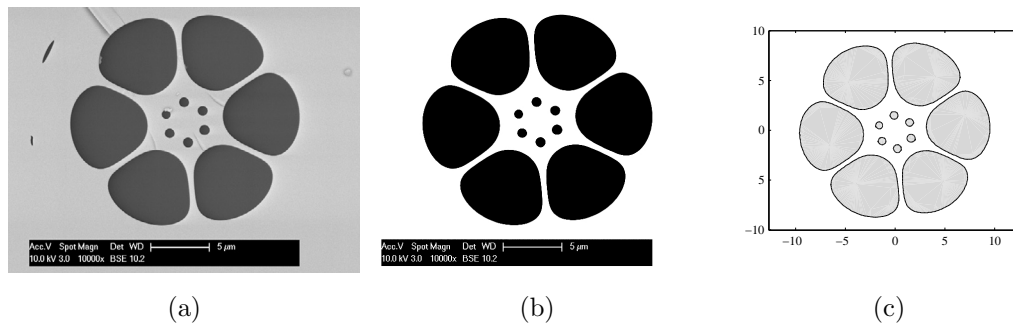 Acc.V Spot Magn Det WD 5 μm
10.0 kV 3.0 10000x BSE 10.2
Acc.V Spot Magn Det WD 5 μm
10.0 kV 3.0 10000x BSE 10.2
10
5
0
5
−10
−10 −5 0 5 10
(a) (b) (c)